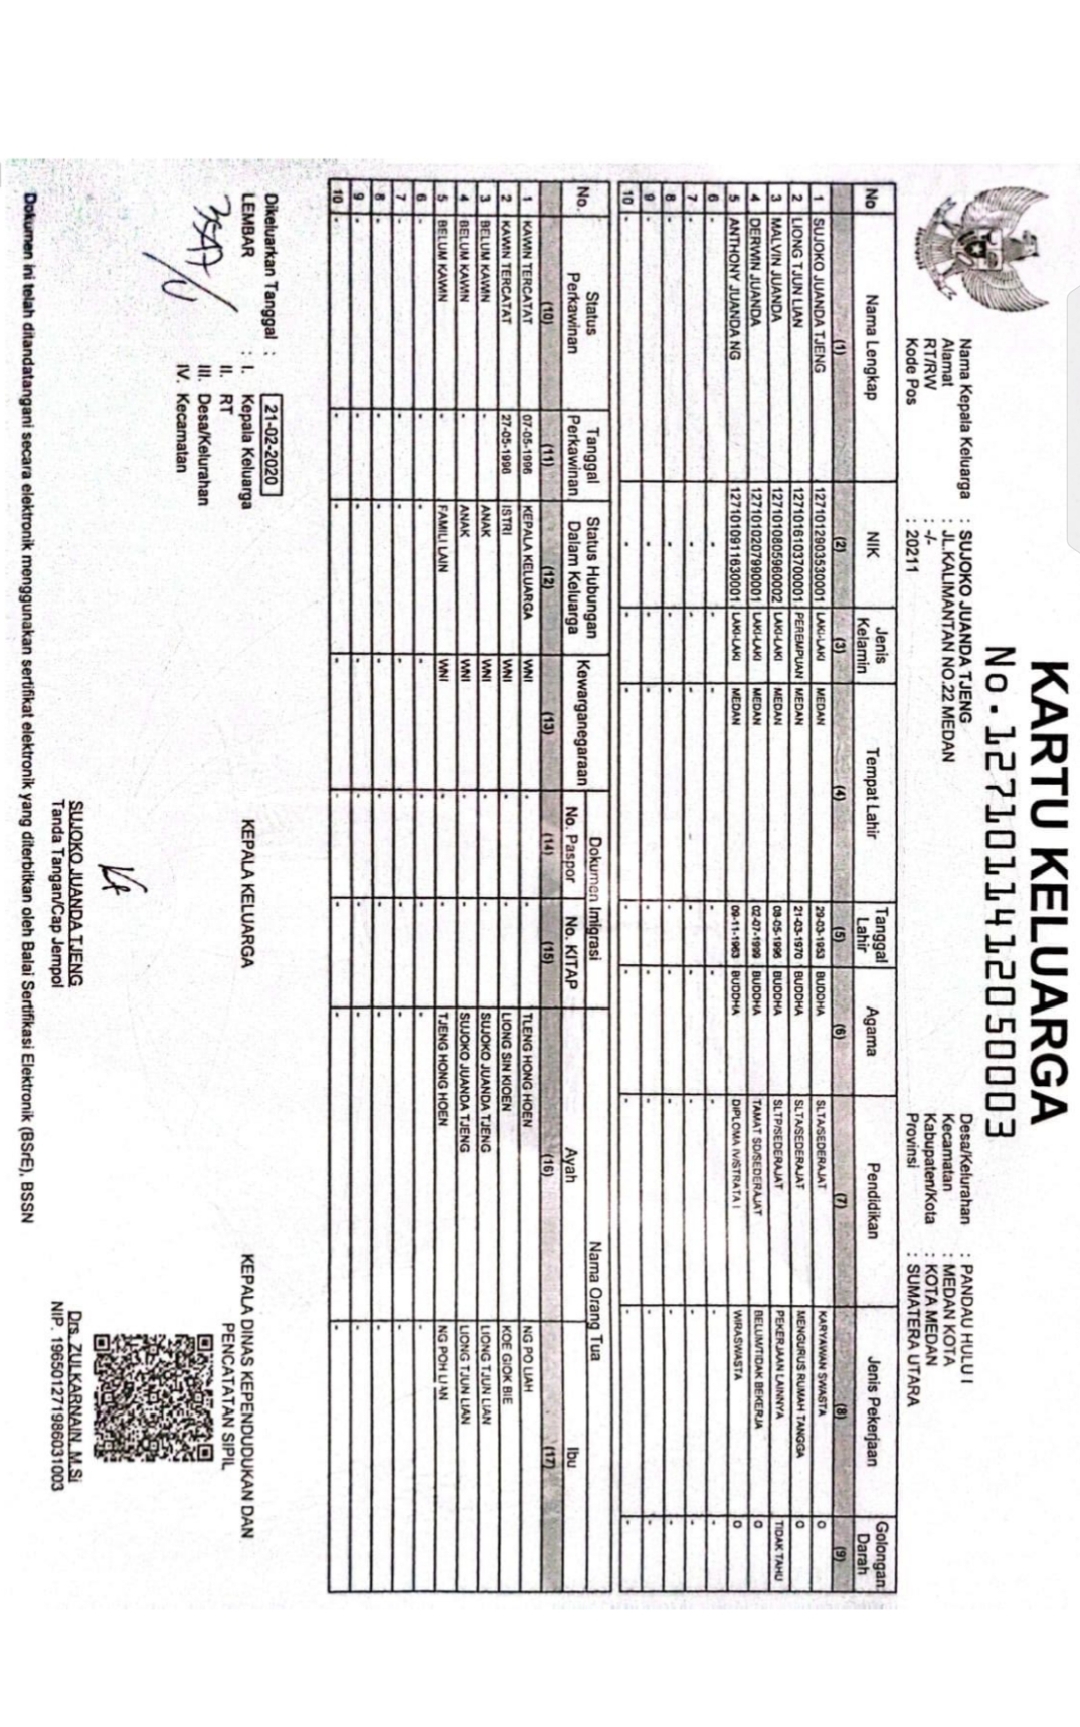 KARTU KELUARGA
No. 1271011412050003
Nama Kepala Keluarga : SUJOKO JUANDA TJENG
Alamat : JL.KALIMANTAN NO.22 MEDAN
RT/RW : -/-
Kode Pos : 20211
Desa/Kelurahan : PANDAU HULU I
Kecamatan : MEDAN KOTA
Kabupaten/Kota : KOTA MEDAN
Provinsi : SUMATERA UTARA
No Nama Lengkap NIK Jenis Kelamin Tempat Lahir Tanggal Lahir Agama Pendidikan Jenis Pekerjaan Golongan Darah
(1) (2) (3) (4) (5) (6) (7) (8) (9)
1 SUJOKO JUANDA TJENG 1271012903530001 LAKI-LAKI MEDAN 29-03-1953 BUDDHA SLTA/SEDERAJAT KARYAWAN SWASTA O
2 LIONG TJUN LIAN 1271016103700001 PEREMPUAN MEDAN 21-03-1970 BUDDHA SLTA/SEDERAJAT MENGURUS RUMAH TANGGA O
3 MALVIN JUANDA 1271010805960002 LAKI-LAKI MEDAN 08-05-1996 BUDDHA SLTP/SEDERAJAT PEKERJAAN LAINNYA TIDAK TAHU
4 DERWIN JUANDA 1271010207990001 LAKI-LAKI MEDAN 02-07-1999 BUDDHA TAMAT SD/SEDERAJAT BELUM/TIDAK BEKERJA O
5 ANTHONY JUANDA NG 1271010911630001 LAKI-LAKI MEDAN 09-11-1963 BUDDHA DIPLOMA IV/STRATA I WIRASWASTA O
6 - - - - - - - - -
7 - - - - - - - - -
8 - - - - - - - - -
9 - - - - - - - - -
10 - - - - - - - - -
No. Status Perkawinan Tanggal Perkawinan Status Hubungan Dalam Keluarga Kewarganegaraan Dokumen Imigrasi Nama Orang Tua
No. Paspor No. KITAP Ayah Ibu
(10) (11) (12) (13) (14) (15) (16) (17)
1 KAWIN TERCATAT 07-05-1996 KEPALA KELUARGA WNI - - TLENG HONG HOEN NG PO LIAH
2 KAWIN TERCATAT 27-05-1996 ISTRI WNI - - LIONG SIN KIOEN KOE GIOK BIE
3 BELUM KAWIN - ANAK WNI - - SUJOKO JUANDA TJENG LIONG TJUN LIAN
4 BELUM KAWIN - ANAK WNI - - SUJOKO JUANDA TJENG LIONG TJUN LIAN
5 BELUM KAWIN - FAMILI LAIN WNI - - TJENG HONG HOEN NG POH LIAN
6 - - - - - - - -
7 - - - - - - - -
8 - - - - - - - -
9 - - - - - - - -
10 - - - - - - - -
Dikeluarkan Tanggal : 21-02-2020
LEMBAR : I. Kepala Keluarga
II. RT
III. Desa/Kelurahan
IV. Kecamatan
KEPALA KELUARGA
SUJOKO JUANDA TJENG
Tanda Tangan/Cap Jempol
KEPALA DINAS KEPENDUDUKAN DAN
PENCATATAN SIPIL
Drs. ZULKARNAIN, M.Si
NIP. 196501271986031003
Dokumen ini telah ditandatangani secara elektronik menggunakan sertifikat elektronik yang diterbitkan oleh Balai Sertifikasi Elektronik (BSrE), BSSN